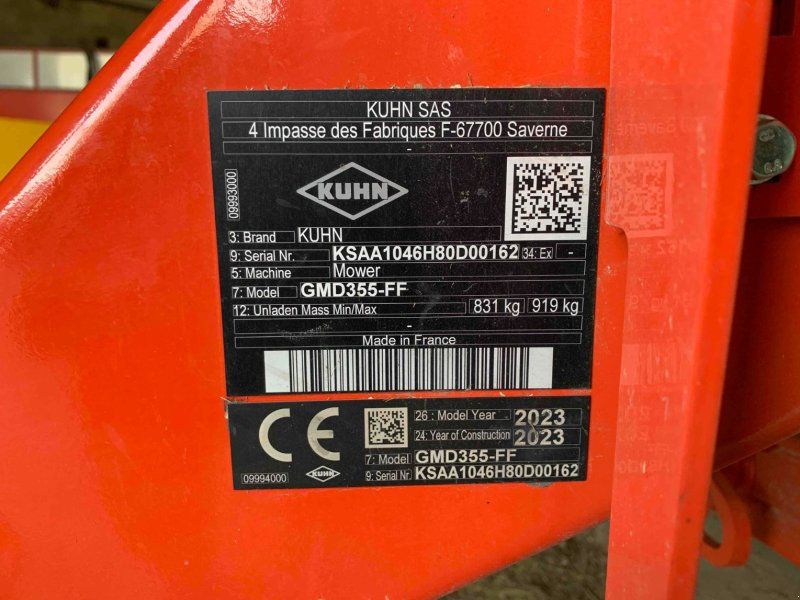 KUHN SAS
4 Impasse des Fabriques F-67700 Saverne
-
09993000
KUHN
3: Brand KUHN
9: Serial Nr. KSAA1046H80D00162 34: Ex -
5: Machine Mower
7: Model GMD355-FF
12: Unladen Mass Min/Max 831 kg 919 kg
-
Made in France
CE
KUHN
09994000
26 : Model Year 2023
24: Year of Construction 2023
7: Model GMD355-FF
9: Serial Nr. KSAA1046H80D00162